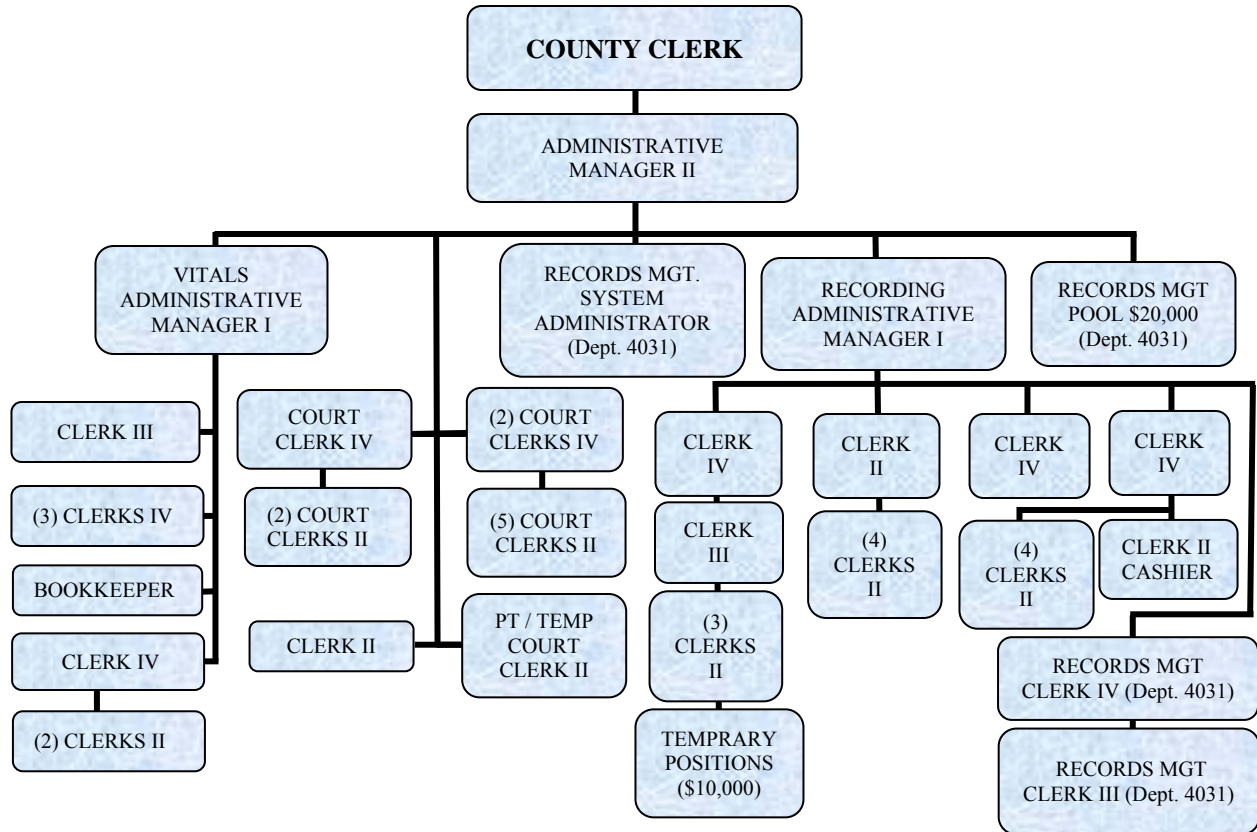 COUNTY CLERK
ADMINISTRATIVE
MANAGER II
VITALS
ADMINISTRATIVE
MANAGER I
RECORDS MGT.
SYSTEM
ADMINISTRATOR
(Dept. 4031)
RECORDING
ADMINISTRATIVE
MANAGER I
RECORDS MGT
POOL $20,000
(Dept. 4031)
CLERK III
(3) CLERKS IV
BOOKKEEPER
CLERK IV
(2) CLERKS II
COURT
CLERK IV
(2) COURT
CLERKS II
(2) COURT
CLERKS IV
(5) COURT
CLERKS II
CLERK II
PT / TEMP
COURT
CLERK II
CLERK
IV
CLERK
III
(3)
CLERKS
II
TEMPRARY
POSITIONS
($10,000)
CLERK
II
(4)
CLERKS
II
CLERK
IV
CLERK
IV
(4)
CLERKS
II
CLERK II
CASHIER
RECORDS MGT
CLERK IV (Dept. 4031)
RECORDS MGT
CLERK III (Dept. 4031)